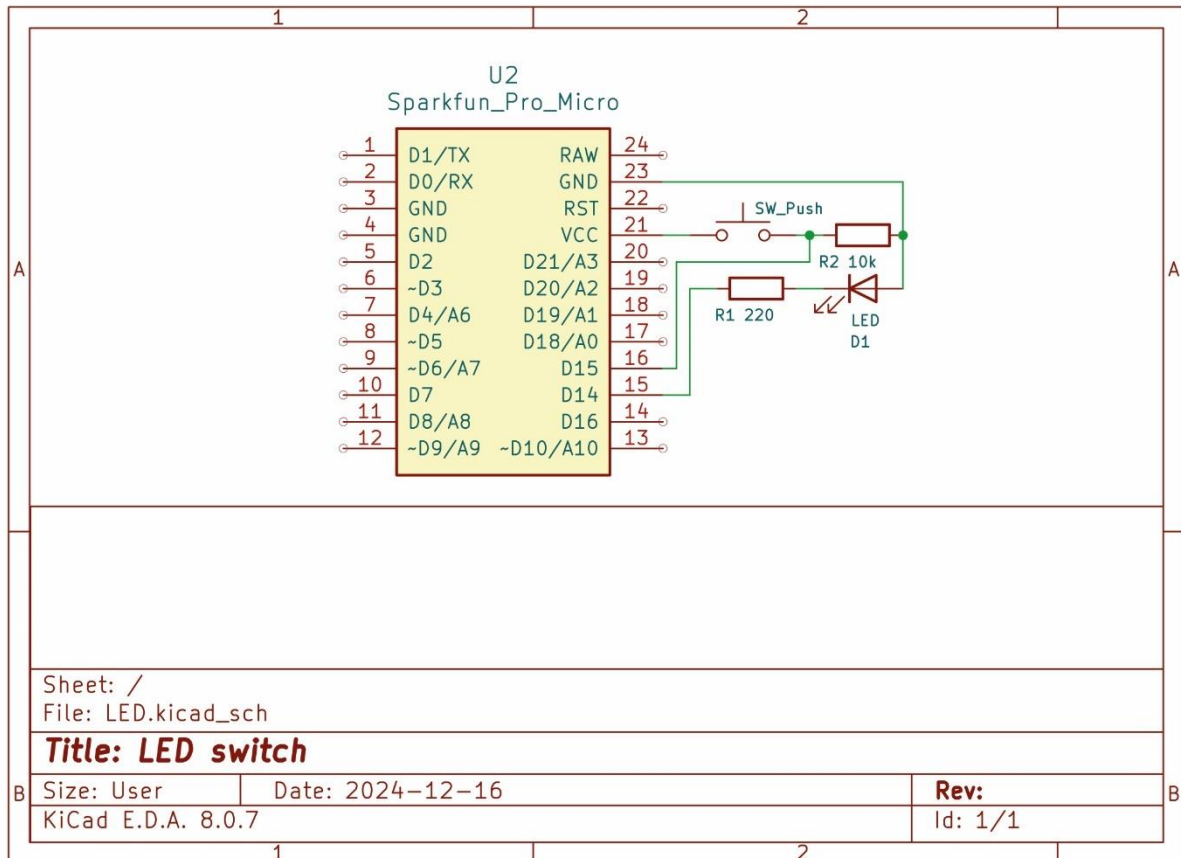 1 2
U2
Sparkfun_Pro_Micro
1 D1/TX RAW 24
2 D0/RX GND 23
3 GND RST 22
4 GND VCC 21
5 D2 D21/A3 20
6 ~D3 D20/A2 19
7 D4/A6 D19/A1 18
8 ~D5 D18/A0 17
9 ~D6/A7 D15 16
10 D7 D14 15
11 D8/A8 D16 14
12 ~D9/A9 ~D10/A10 13
SW_Push
R2 10k
R1 220
LED
D1
A A
Sheet: /
File: LED.kicad_sch
Title: LED switch
Size: User Date: 2024-12-16 Rev:
KiCad E.D.A. 8.0.7 Id: 1/1
B B
1 2